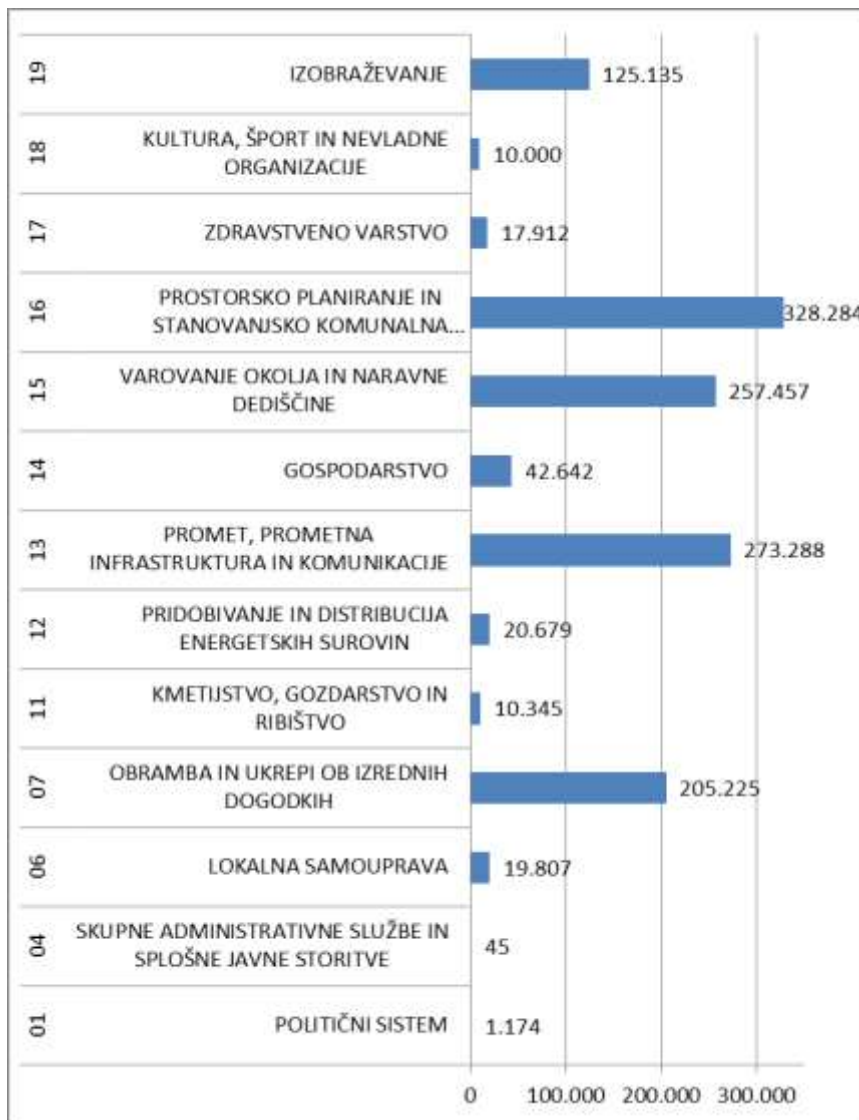 19
IZOBRAŽEVANJE
125.135
18
KULTURA, ŠPORT IN NEVLADNE
ORGANIZACIJE
10.000
17
ZDRAVSTVENO VARSTVO
17.912
16
PROSTORSKO PLANIRANJE IN
STANOVANJSKO KOMUNALNA...
328.284
15
VAROVANJE OKOLJA IN NARAVNE
DEDIŠČINE
257.457
14
GOSPODARSTVO
42.642
13
PROMET, PROMETNA
INFRASTRUKTURA IN KOMUNIKACIJE
273.288
12
PRIDOBIVANJE IN DISTRIBUCIJA
ENERGETSKIH SUROVIN
20.679
11
KMETIJSTVO, GOZDARSTVO IN
RIBIŠTVO
10.345
07
OBRAMBA IN UKREPI OB IZREDNIH
DOGODKIH
205.225
06
LOKALNA SAMOUPRAVA
19.807
04
SKUPNE ADMINISTRATIVNE SLUŽBE IN
SPLOŠNE JAVNE STORITVE
45
01
POLITIČNI SISTEM
1.174
0 100.000 200.000 300.000